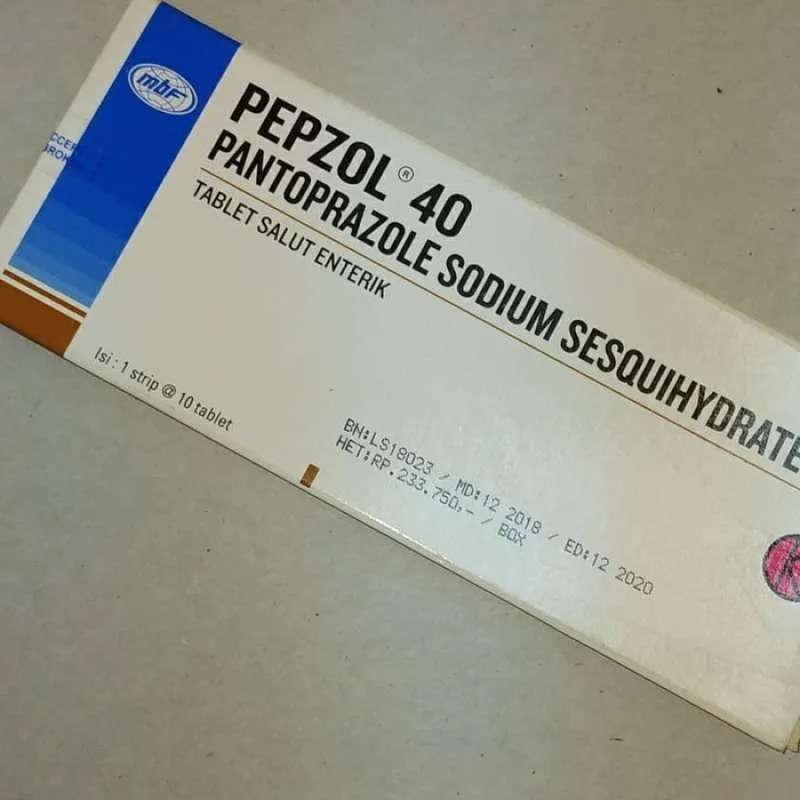 mbf
PEPZOL® 40
PANTOPRAZOLE SODIUM SESQUIHYDRATE
TABLET SALUT ENTERIK
Isi : 1 strip @ 10 tablet
BN:LS18023 / MD:12 2018 / ED:12 2020
HET:RP.233.750,- / BOX
K